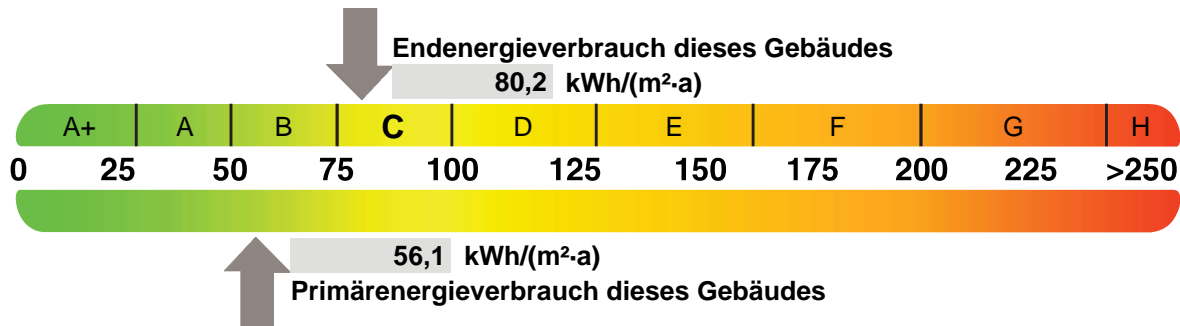 Endenergieverbrauch dieses Gebäudes
80,2 kWh/(m²·a)
A+ A B C D E F G H
0 25 50 75 100 125 150 175 200 225 >250
56,1 kWh/(m²·a)
Primärenergieverbrauch dieses Gebäudes